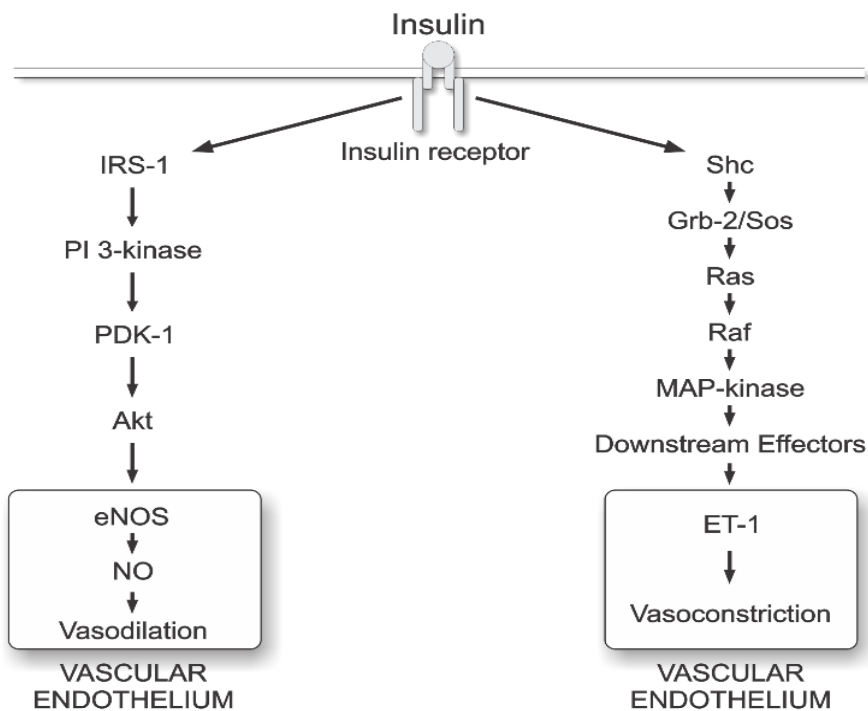 Insulin
Insulin receptor
IRS-1
PI 3-kinase
PDK-1
Akt
eNOS
NO
Vasodilation
VASCULAR
ENDOTHELIUM
Shc
Grb-2/Sos
Ras
Raf
MAP-kinase
Downstream Effectors
ET-1
Vasoconstriction
VASCULAR
ENDOTHELIUM